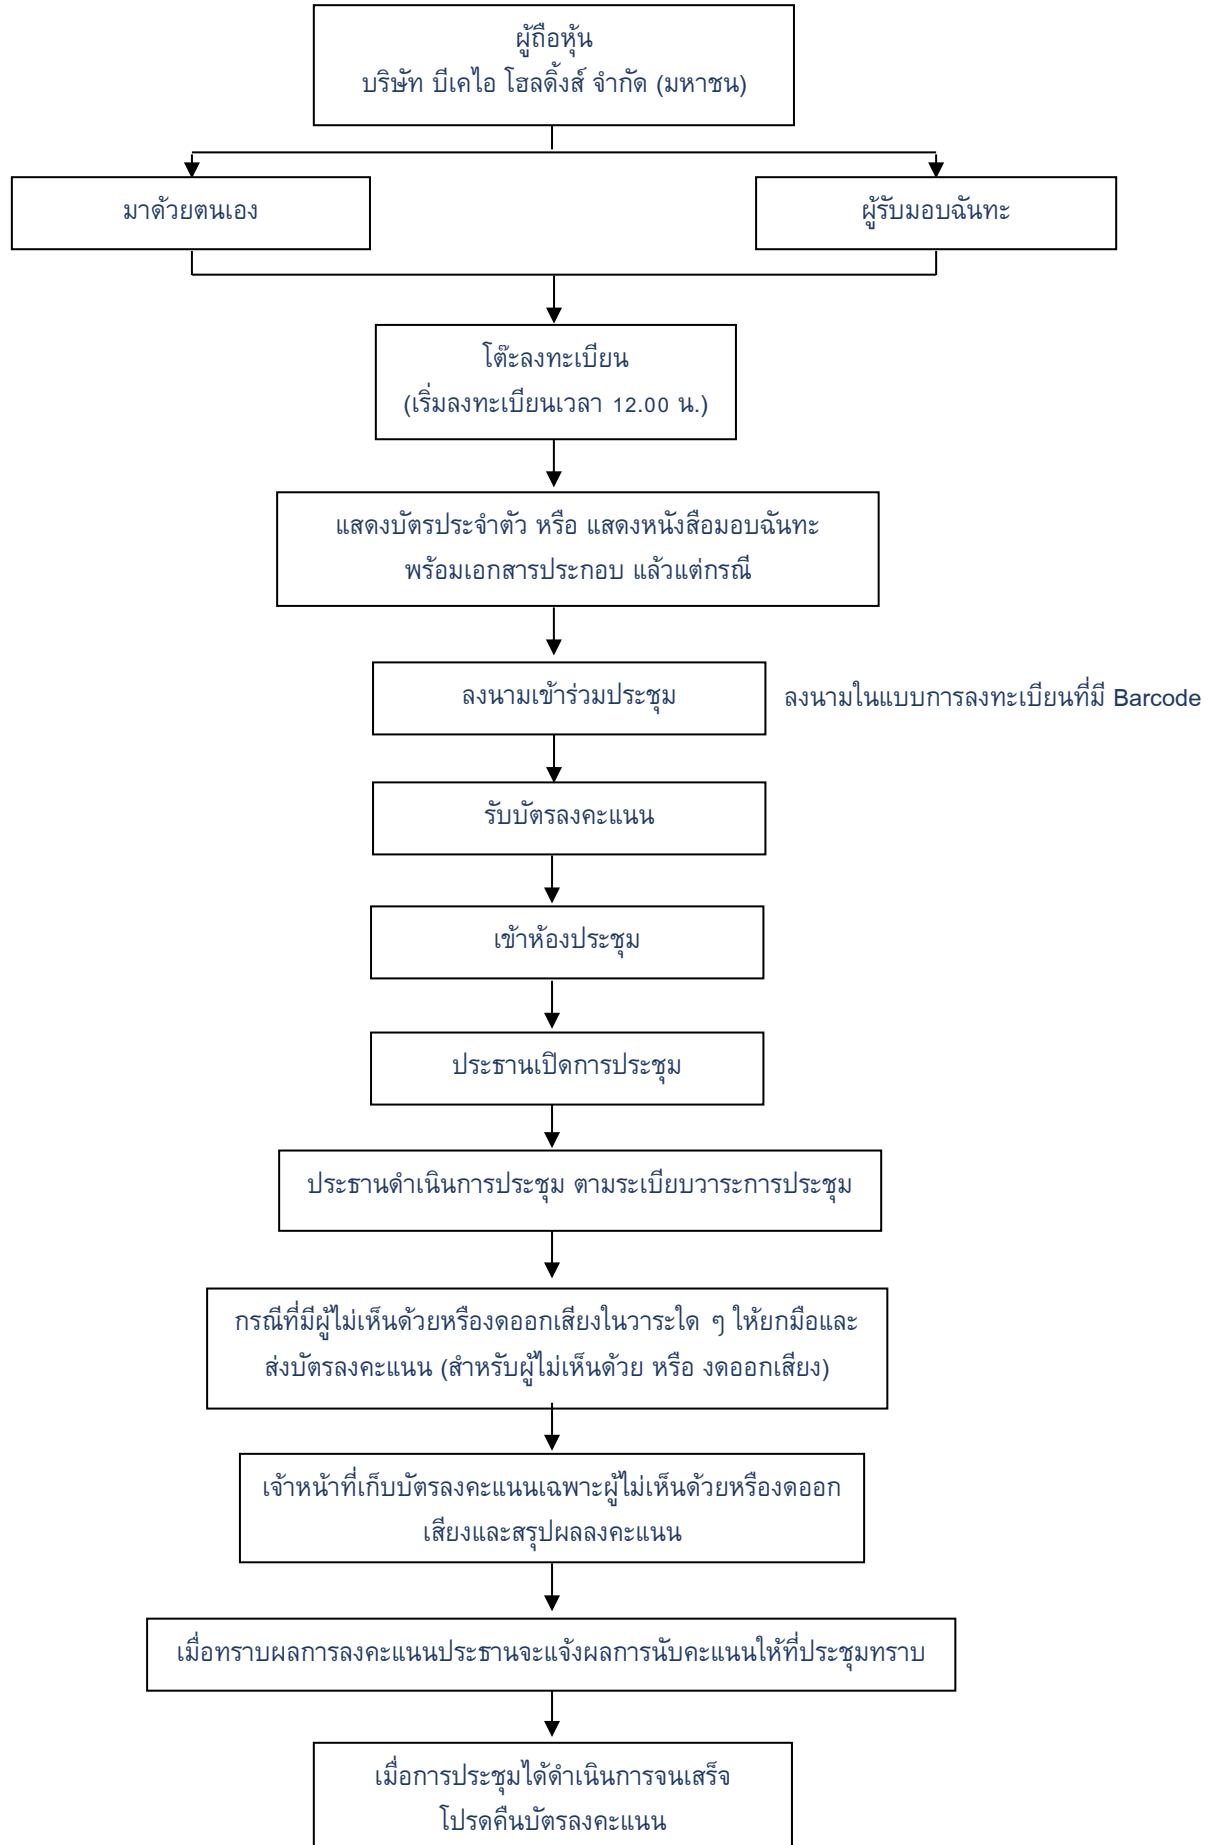 ผู้ถือหุ้น
บริษัท บีเคไอ โฮลดิ้งส์ จำกัด (มหาชน)
มาด้วยตนเอง
ผู้รับมอบฉันทะ
โต๊ะลงทะเบียน
(เริ่มลงทะเบียนเวลา 12.00 น.)
แสดงบัตรประจำตัว หรือ แสดงหนังสือมอบฉันทะ
พร้อมเอกสารประกอบ แล้วแต่กรณี
ลงนามเข้าร่วมประชุม
ลงนามในแบบการลงทะเบียนที่มี Barcode
รับบัตรลงคะแนน
เข้าห้องประชุม
ประธานเปิดการประชุม
ประธานดำเนินการประชุม ตามระเบียบวาระการประชุม
กรณีที่มีผู้ไม่เห็นด้วยหรืองดออกเสียงในวาระใด ๆ ให้ยกมือและ
ส่งบัตรลงคะแนน (สำหรับผู้ไม่เห็นด้วย หรือ งดออกเสียง)
เจ้าหน้าที่เก็บบัตรลงคะแนนเฉพาะผู้ไม่เห็นด้วยหรืองดออก
เสียงและสรุปผลลงคะแนน
เมื่อทราบผลการลงคะแนนประธานจะแจ้งผลการนับคะแนนให้ที่ประชุมทราบ
เมื่อการประชุมได้ดำเนินการจนเสร็จ
โปรดคืนบัตรลงคะแนน